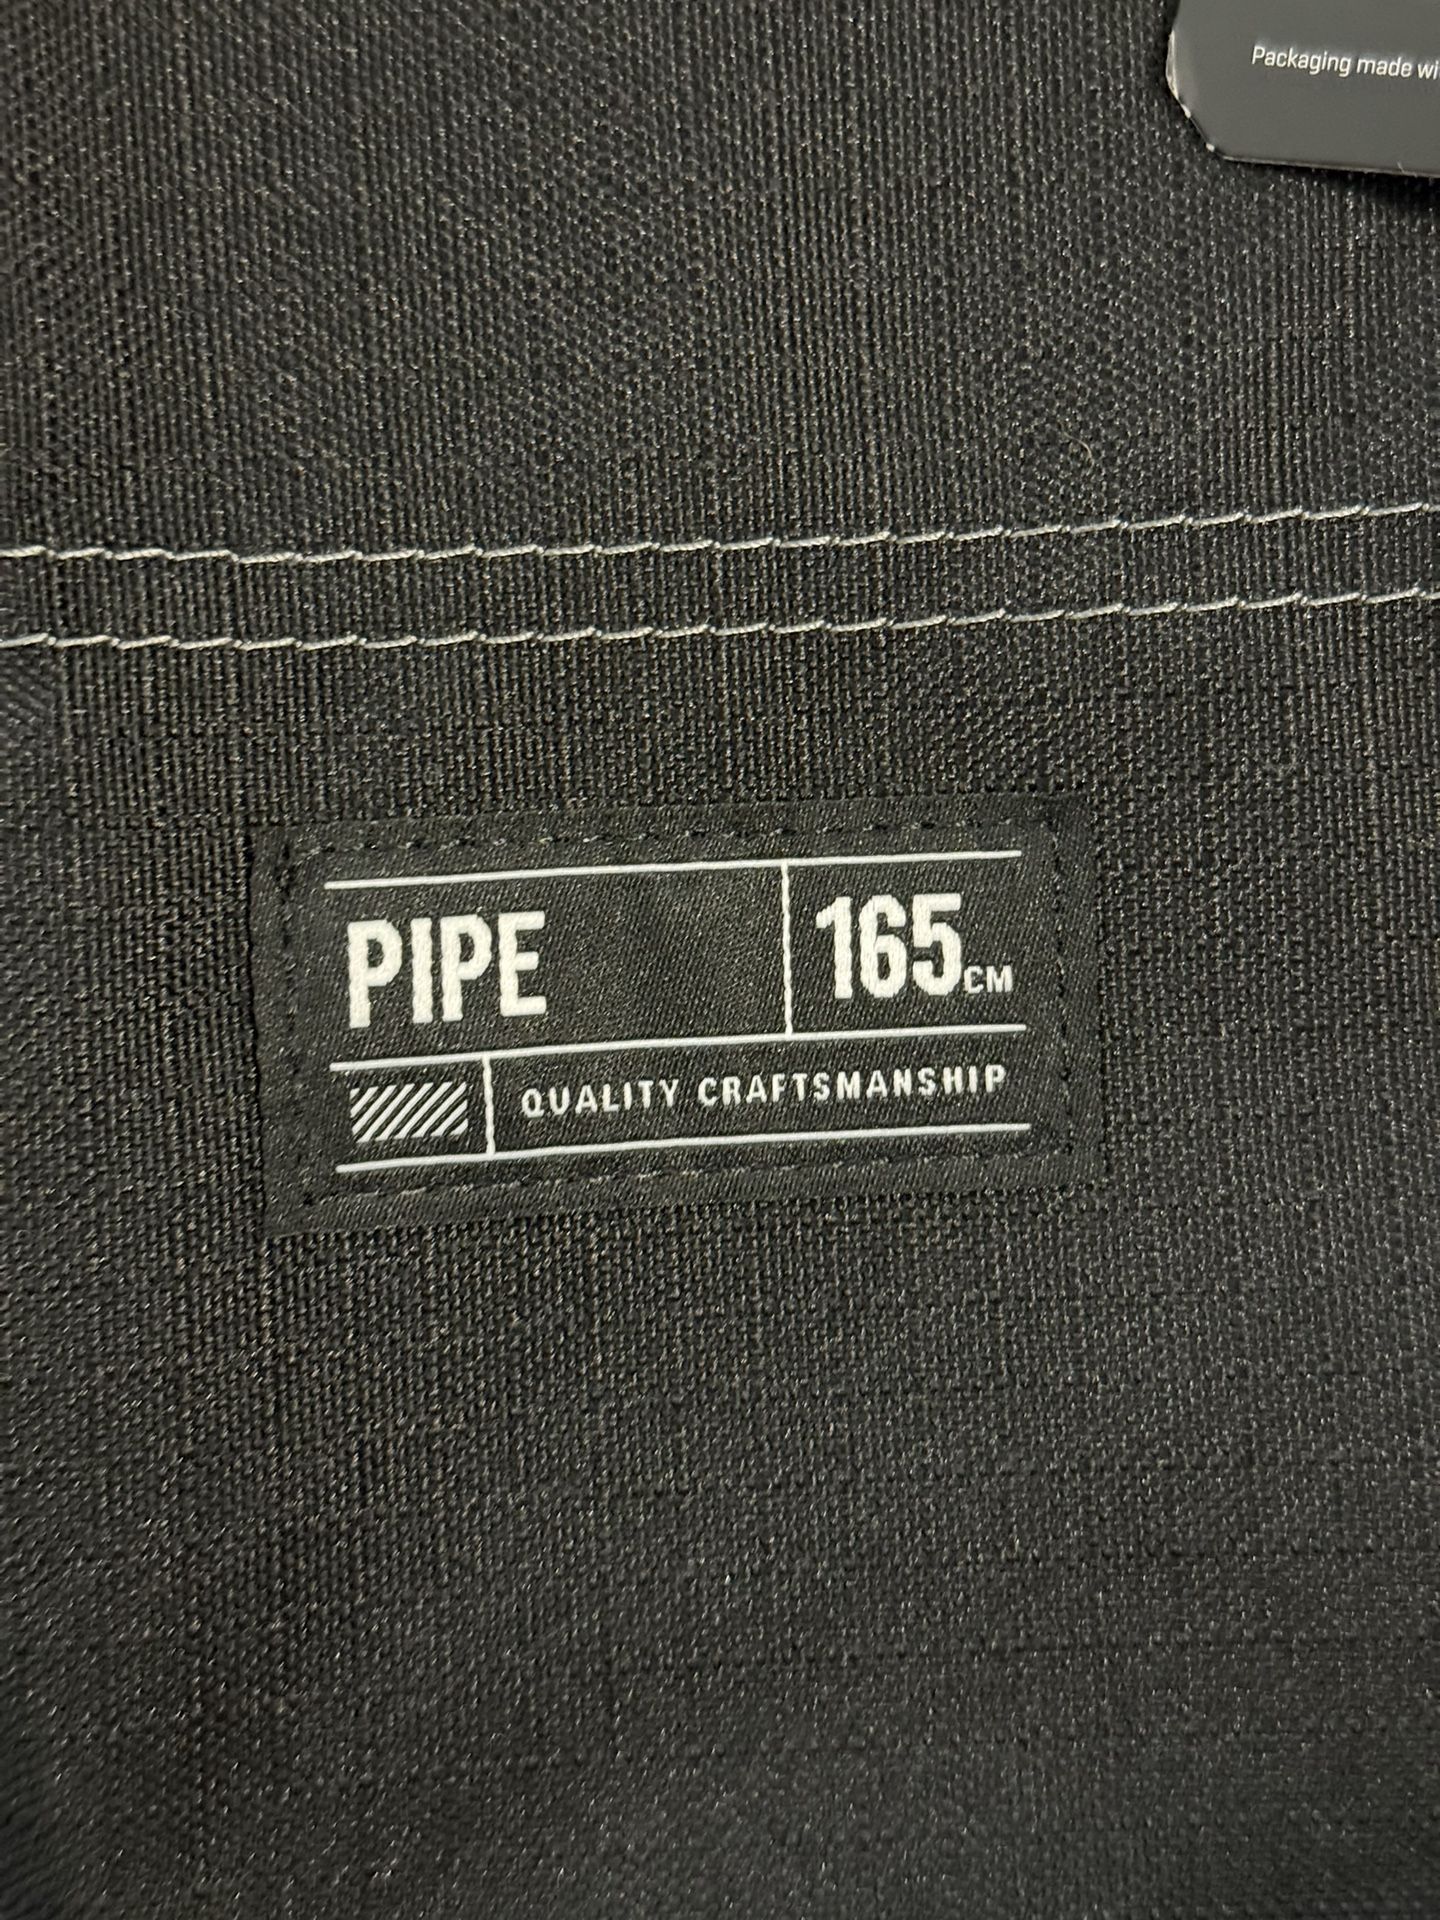 Packaging made wi
PIPE 165CM
QUALITY CRAFTSMANSHIP